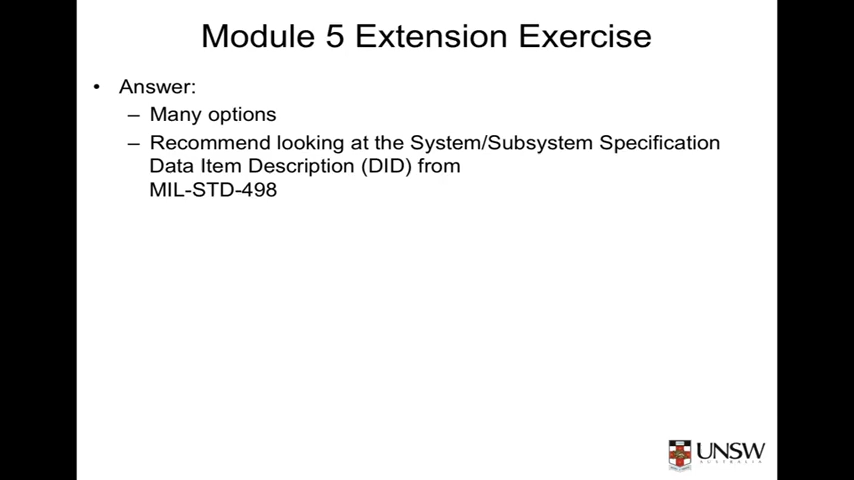 Module 5 Extension Exercise
• Answer:
– Many options
– Recommend looking at the System/Subsystem Specification
Data Item Description (DID) from
MIL-STD-498
UNSW
AUSTRALIA